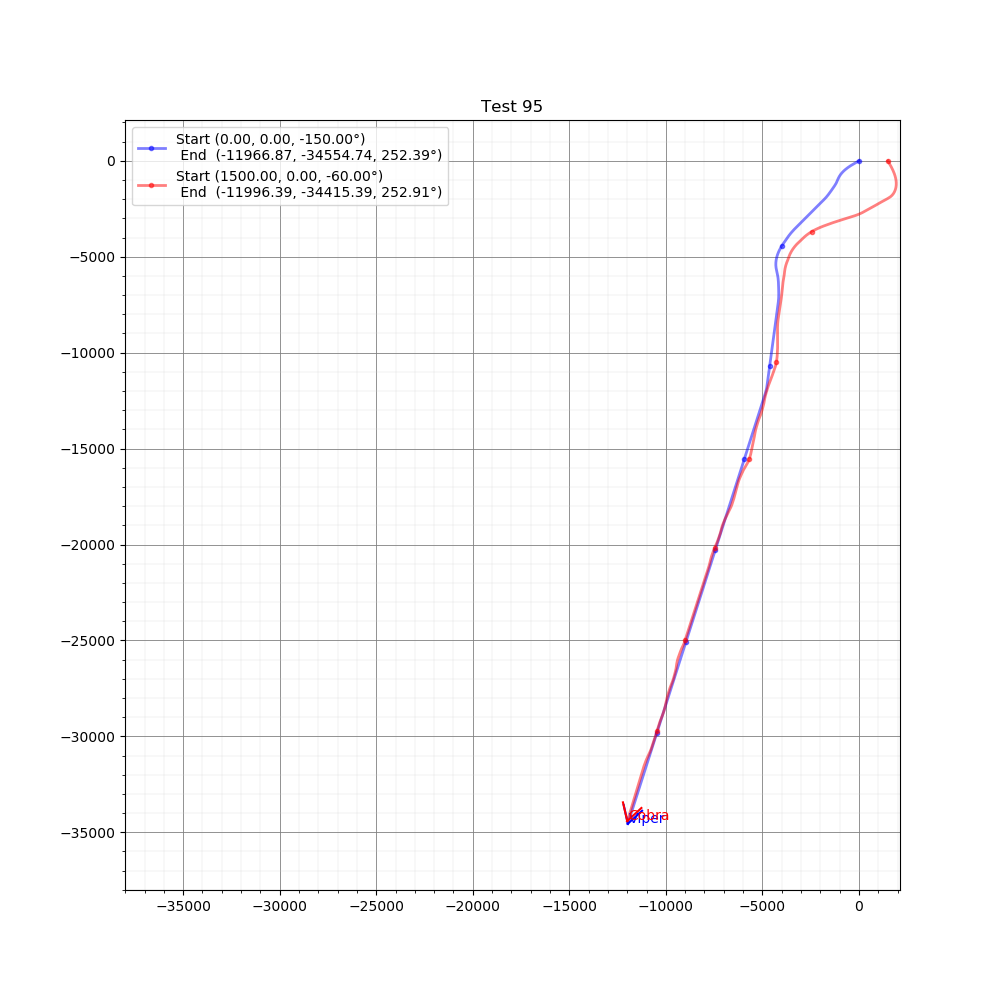 Test 95
Start (0.00, 0.00, -150.00°)
End (-11966.87, -34554.74, 252.39°)
Start (1500.00, 0.00, -60.00°)
End (-11996.39, -34415.39, 252.91°)
0
−5000
−10000
−15000
−20000
−25000
−30000
−35000
Cobra
Viper
−35000 −30000 −25000 −20000 −15000 −10000 −5000 0